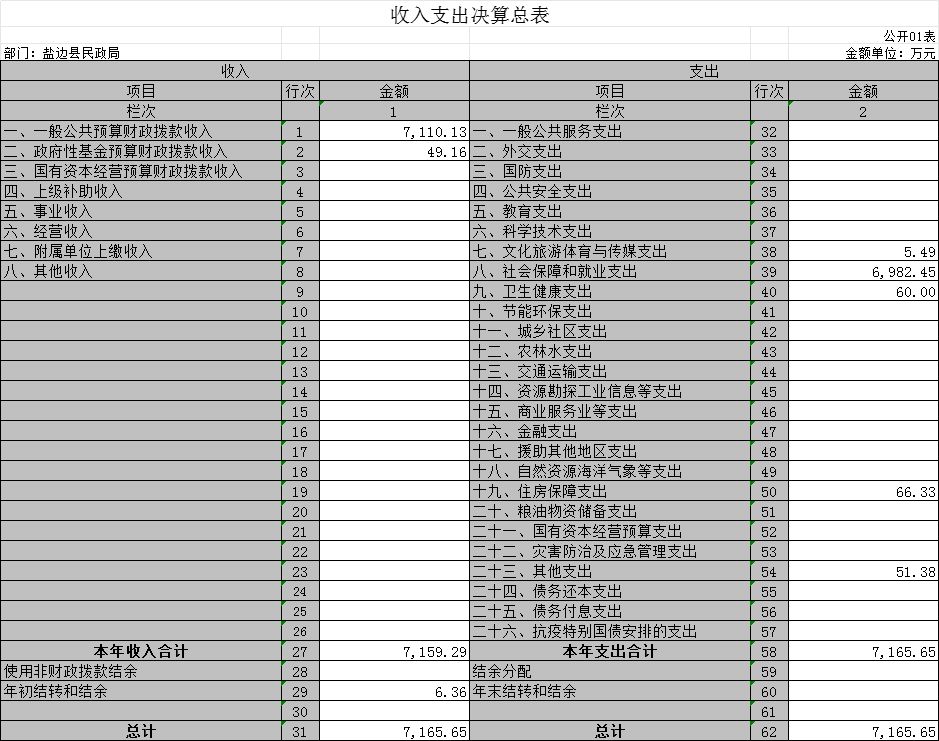 收入支出决算总表
公开01表
部门：盐边县民政局 金额单位：万元
收入 支出
项目 行次 金额 项目 行次 金额
栏次 1 栏次 2
一、一般公共预算财政拨款收入 1 7,110.13 一、一般公共服务支出 32
二、政府性基金预算财政拨款收入 2 49.16 二、外交支出 33
三、国有资本经营预算财政拨款收入 3 三、国防支出 34
四、上级补助收入 4 四、公共安全支出 35
五、事业收入 5 五、教育支出 36
六、经营收入 6 六、科学技术支出 37
七、附属单位上缴收入 7 七、文化旅游体育与传媒支出 38 5.49
八、其他收入 8 八、社会保障和就业支出 39 6,982.45
9 九、卫生健康支出 40 60.00
10 十、节能环保支出 41
11 十一、城乡社区支出 42
12 十二、农林水支出 43
13 十三、交通运输支出 44
14 十四、资源勘探工业信息等支出 45
15 十五、商业服务业等支出 46
16 十六、金融支出 47
17 十七、援助其他地区支出 48
18 十八、自然资源海洋气象等支出 49
19 十九、住房保障支出 50 66.33
20 二十、粮油物资储备支出 51
21 二十一、国有资本经营预算支出 52
22 二十二、灾害防治及应急管理支出 53
23 二十三、其他支出 54 51.38
24 二十四、债务还本支出 55
25 二十五、债务付息支出 56
26 二十六、抗疫特别国债安排的支出 57
本年收入合计 27 7,159.29 本年支出合计 58 7,165.65
使用非财政拨款结余 28 结余分配 59
年初结转和结余 29 6.36 年末结转和结余 60
30 61
总计 31 7,165.65 总计 62 7,165.65